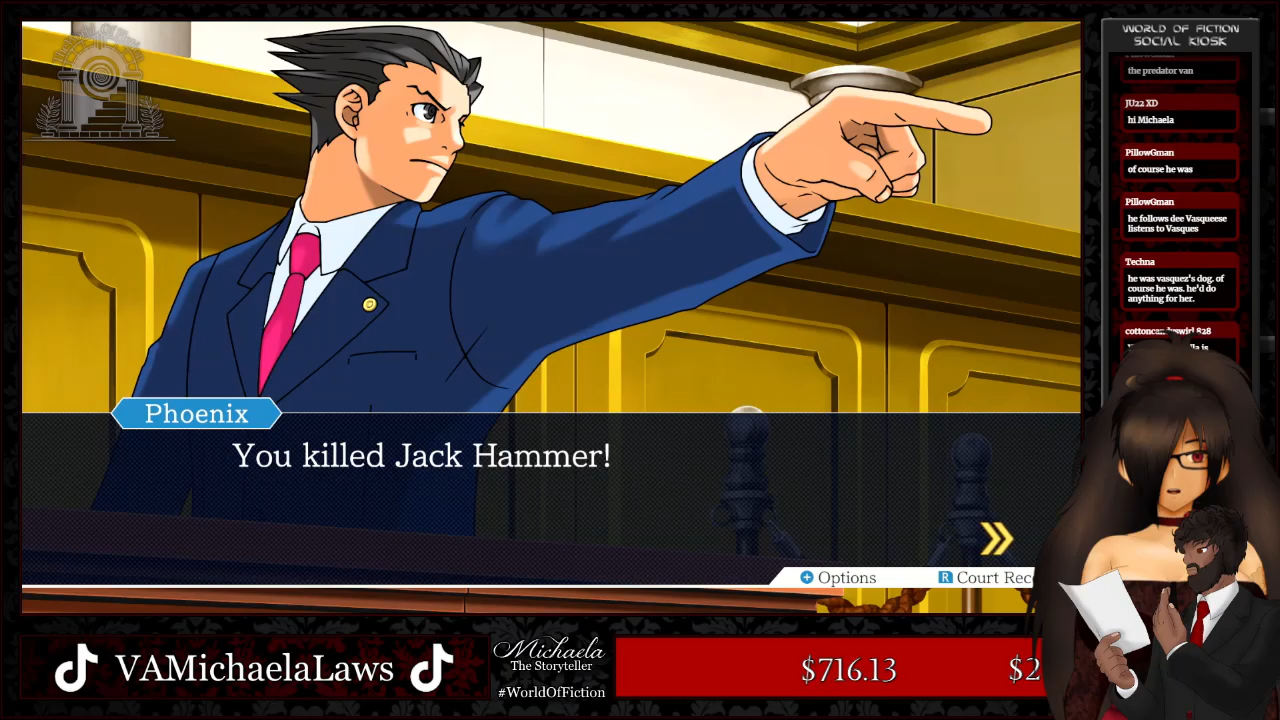 WORLD OF FICTION
SOCIAL KIOSK
the predator van
JU22 XD
hi Michaela
PillowGman
of course he was
PillowGman
he follows dee Vasqueese
listens to Vasques
Techna
he was vasquez's dog. of
course he was. he'd do
anything for her.
Phoenix
You killed Jack Hammer!
+ Options
R Court Rec
VAMichaelaLaws
Michaela
The Storyteller
#WorldOfFiction
$716.13
$2